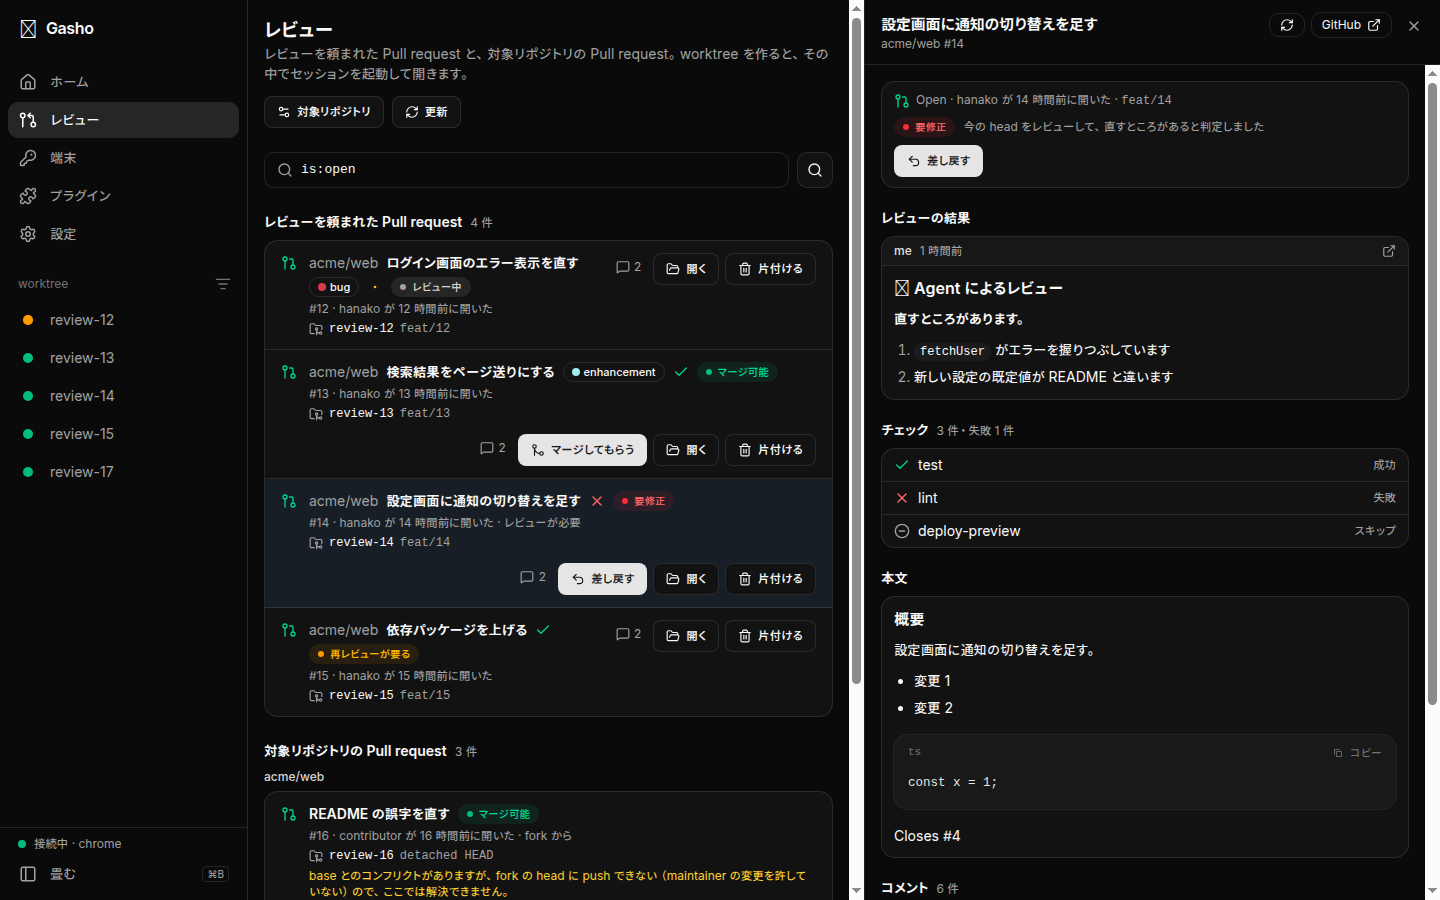 Gasho
ホーム
レビュー
端末
プラグイン
設定
worktree
review-12
review-13
review-14
review-15
review-17
接続中 · chrome
畳む
⌘B
レビュー
レビューを頼まれた Pull request と、対象リポジトリの Pull request。worktree を作ると、その
中でセッションを起動して開きます。
対象リポジトリ
更新
is:open
レビューを頼まれた Pull request 4 件
acme/web ログイン画面のエラー表示を直す
2
開く
片付ける
bug
レビュー中
#12 · hanako が 12 時間前に開いた
review-12 feat/12
acme/web 検索結果をページ送りにする enhancement マージ可能
#13 · hanako が 13 時間前に開いた
review-13 feat/13
2
マージしてもらう
開く
片付ける
acme/web 設定画面に通知の切り替えを足す 要修正
#14 · hanako が 14 時間前に開いた · レビューが必要
review-14 feat/14
2
差し戻す
開く
片付ける
acme/web 依存パッケージを上げる
2
開く
片付ける
再レビューが要る
#15 · hanako が 15 時間前に開いた
review-15 feat/15
対象リポジトリの Pull request 3 件
acme/web
README の誤字を直す マージ可能
#16 · contributor が 16 時間前に開いた · fork から
review-16 detached HEAD
base とのコンフリクトがありますが、fork の head に push できない（maintainer の変更を許して
いない）ので、ここでは解決できません。
設定画面に通知の切り替えを足す
acme/web #14
GitHub
Open · hanako が 14 時間前に開いた · feat/14
要修正 今の head をレビューして、直すところがあると判定しました
差し戻す
レビューの結果
me 1 時間前
Agent によるレビュー
直すところがあります。
1. fetchUser がエラーを握りつぶしています
2. 新しい設定の既定値が README と違います
チェック 3 件 • 失敗 1 件
test 成功
lint 失敗
deploy-preview スキップ
本文
概要
設定画面に通知の切り替えを足す。
• 変更 1
• 変更 2
ts
コピー
const x = 1;
Closes #4
コメント 6 件